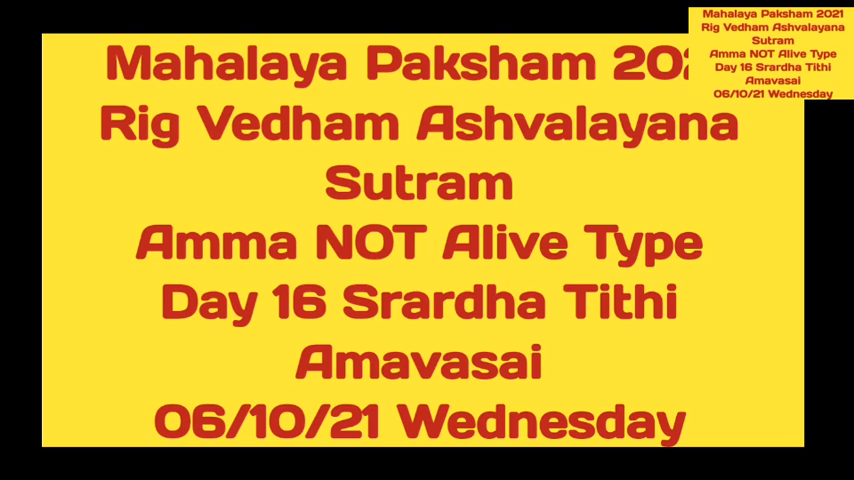 Mahalaya Paksham 202
Rig Vedham Ashvalayana
Sutram
Amma NOT Alive Type
Day 16 Srardha Tithi
Amavasai
06/10/21 Wednesday
Mahalaya Paksham 2021
Rig Vedham Ashvalayana
Sutram
Amma NOT Alive Type
Day 16 Srardha Tithi
Amavasai
06/10/21 Wednesday